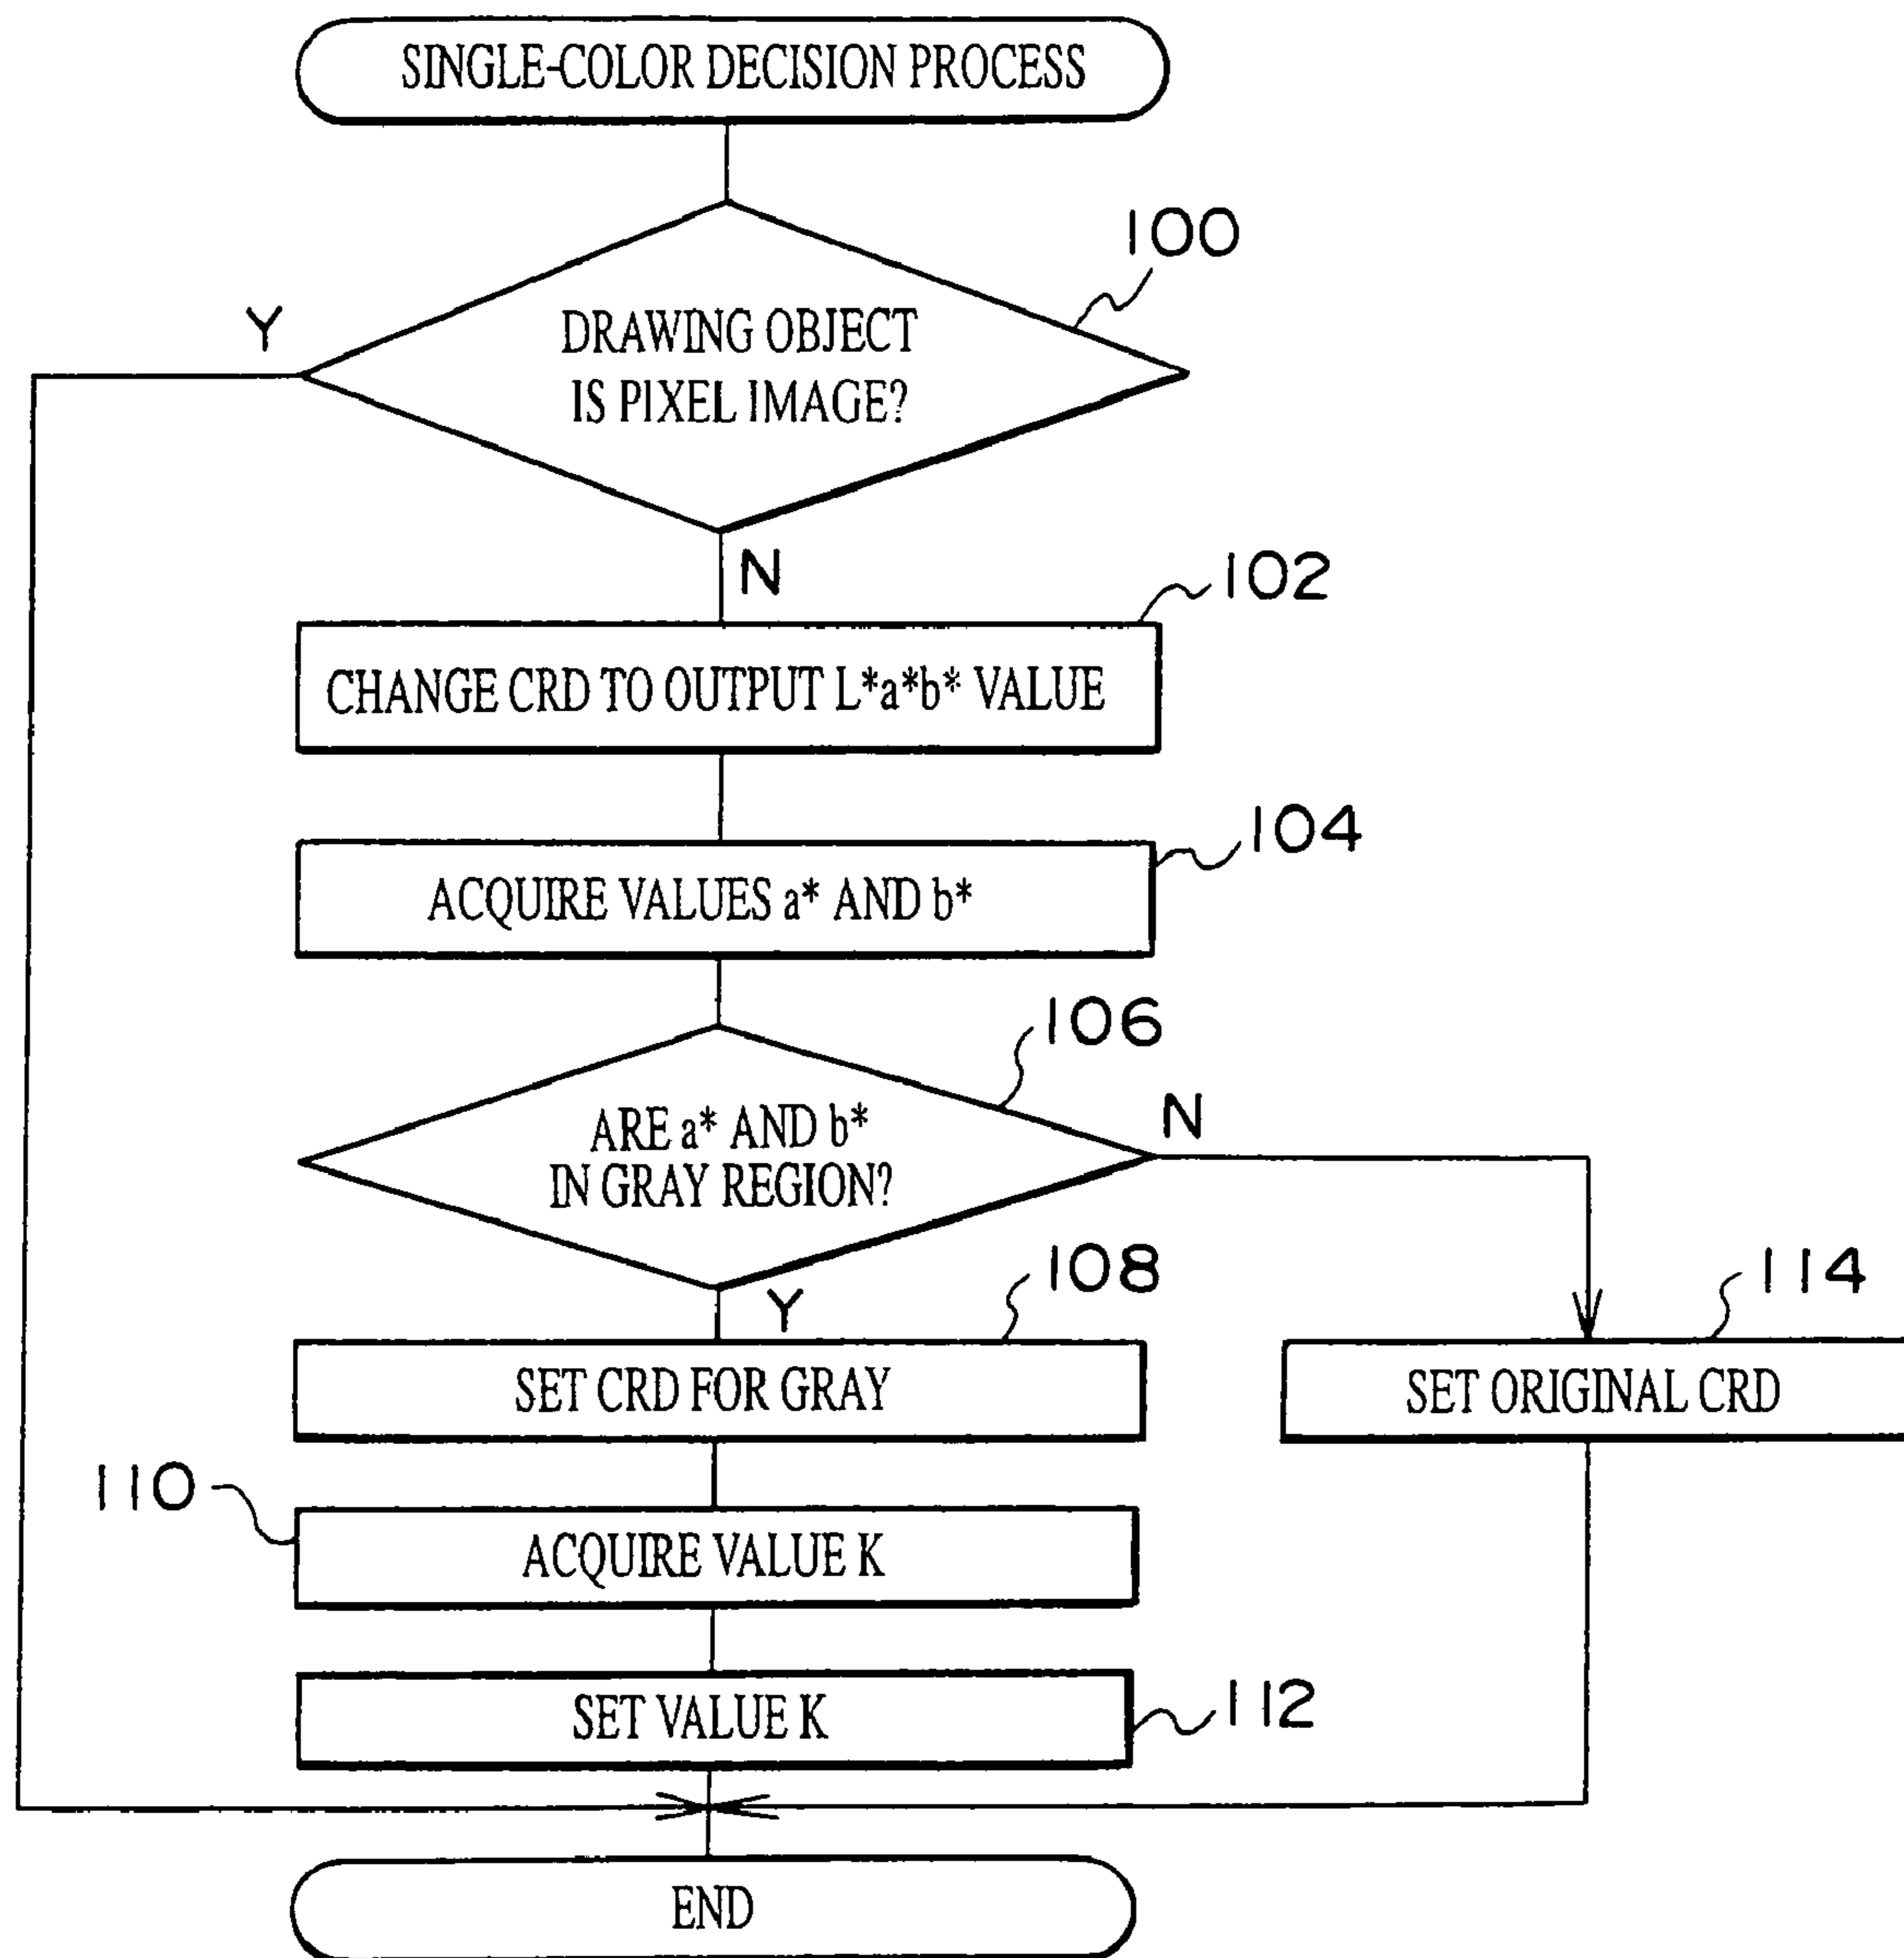 SINGLE-COLOR DECISION PROCESS
100
Y
DRAWING OBJECT
IS PIXEL IMAGE?
N
102
CHANGE CRD TO OUTPUT L*a*b* VALUE
104
ACQUIRE VALUES a* AND b*
106
ARE a* AND b*
IN GRAY REGION?
N
Y
108
114
SET CRD FOR GRAY
SET ORIGINAL CRD
110
ACQUIRE VALUE K
SET VALUE K
112
END